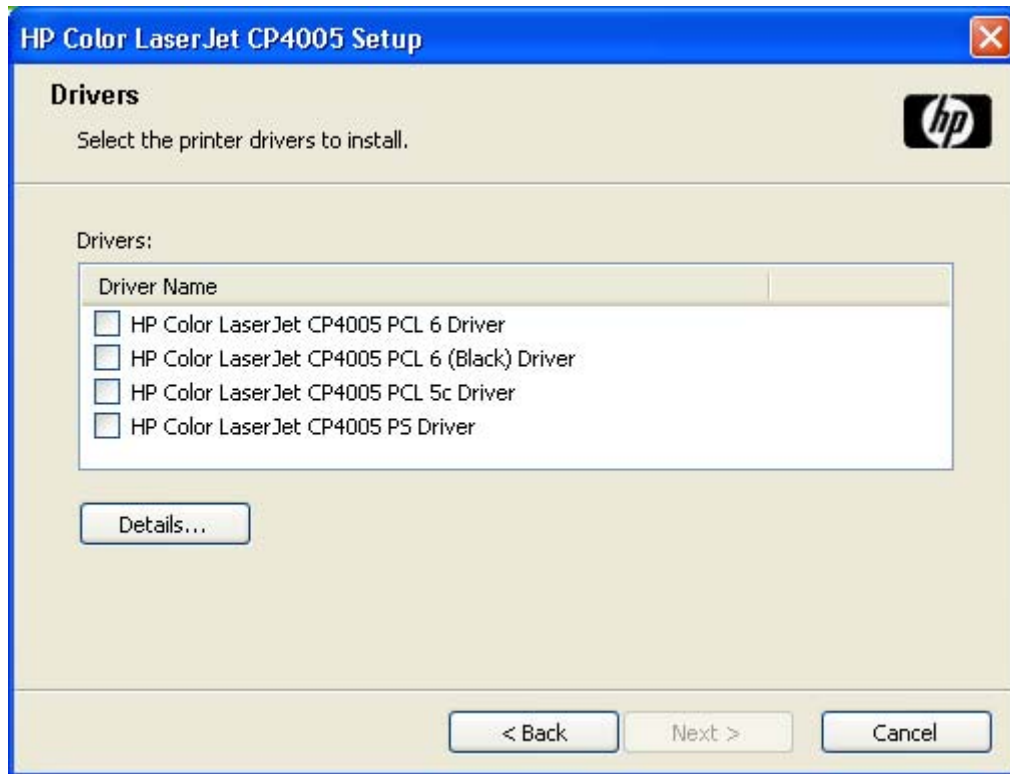 HP Color LaserJet CP4005 Setup
Drivers
Select the printer drivers to install.
hp
Drivers:
Driver Name
HP Color LaserJet CP4005 PCL 6 Driver
HP Color LaserJet CP4005 PCL 6 (Black) Driver
HP Color LaserJet CP4005 PCL 5c Driver
HP Color LaserJet CP4005 PS Driver
Details...
< Back Next > Cancel